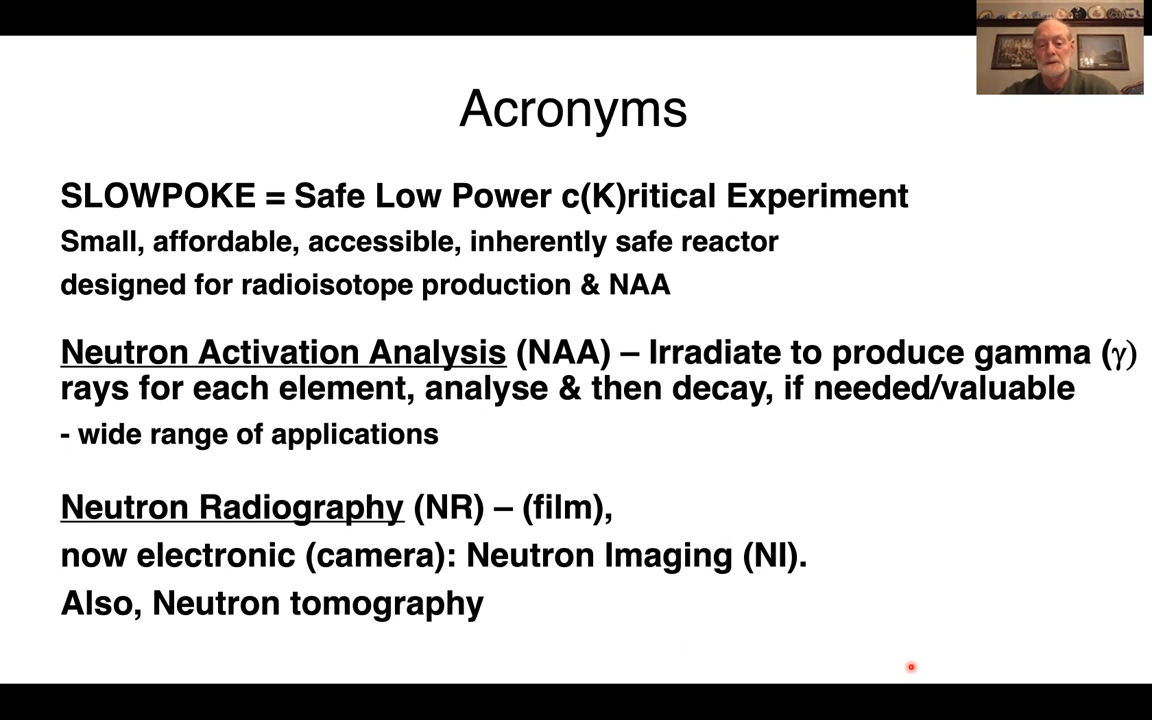 Acronyms
SLOWPOKE = Safe Low Power c(K)ritical Experiment
Small, affordable, accessible, inherently safe reactor
designed for radioisotope production & NAA
Neutron Activation Analysis (NAA) – Irradiate to produce gamma (γ)
rays for each element, analyse & then decay, if needed/valuable
- wide range of applications
Neutron Radiography (NR) – (film),
now electronic (camera): Neutron Imaging (NI).
Also, Neutron tomography